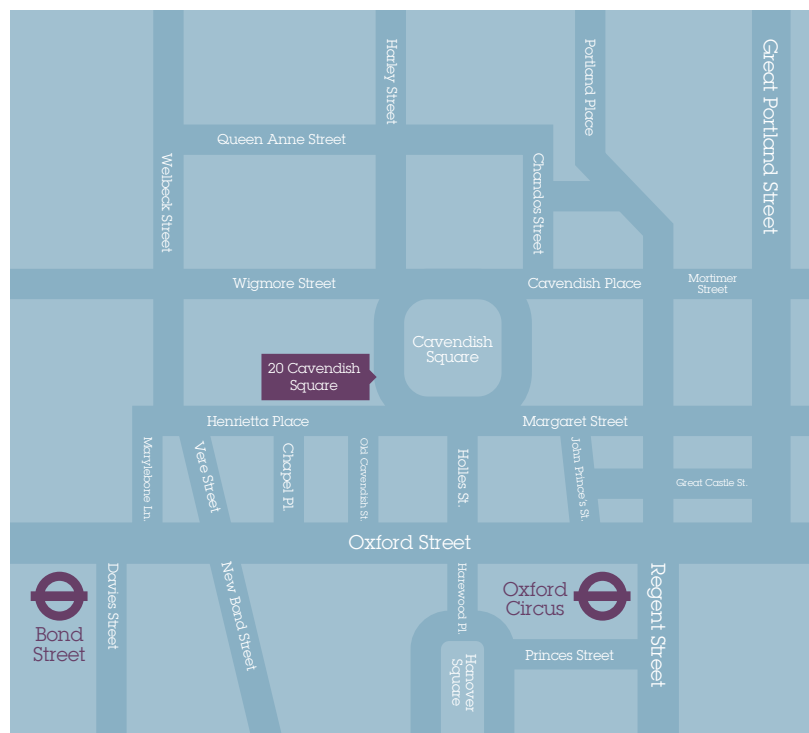 Harley Street
Portland Place
Great Portland Street
Queen Anne Street
Welbeck Street
Chandos Street
Wigmore Street
Cavendish Place
Mortimer
Street
Cavendish
Square
20 Cavendish
Square
Henrietta Place
Margaret Street
Marylebone Ln.
Vere Street
Chapel Pl.
Old Cavendish St.
Holles St.
John Prince's St.
Great Castle St.
Oxford Street
Bond
Street
Davies Street
New Bond Street
Harewood Pl.
Oxford
Circus
Regent Street
Hanover
Square
Princes Street